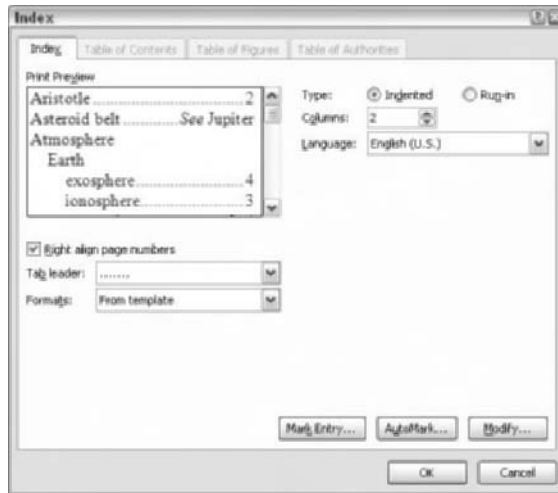 Index
Index Table of Contents Table of Figures Table of Authorities
Print Preview
Aristotle ................. 2
Asteroid belt ............ See Jupiter
Atmosphere
Earth
exosphere ................. 4
ionosphere ................. 3
Type: Indented Run-in
Columns: 2
Language: English (U.S.)
Right align page numbers
Tab leader: .......
Formats: From template
Mark Entry... AutoMark... Modify...
OK Cancel